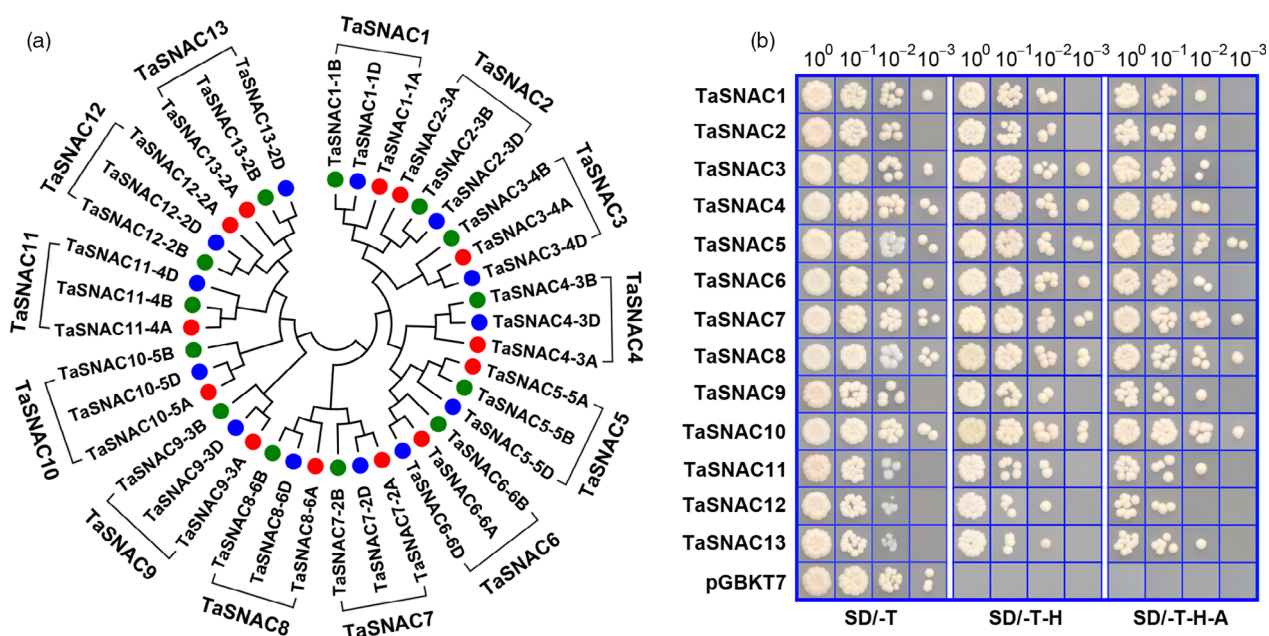 (a)
TaSNAC1
TaSNAC1-1B
TaSNAC1-1D
TaSNAC1-1A
TaSNAC2
TaSNAC2-3A
TaSNAC2-3B
TaSNAC2-3D
TaSNAC3
TaSNAC3-4B
TaSNAC3-4A
TaSNAC3-4D
TaSNAC4
TaSNAC4-3B
TaSNAC4-3D
TaSNAC4-3A
TaSNAC5
TaSNAC5-5A
TaSNAC5-5B
TaSNAC5-5D
TaSNAC6
TaSNAC6-6B
TaSNAC6-6A
TaSNAC6-6D
TaSNAC7
TaSNAC7-2A
TaSNAC7-2D
TaSNAC7-2B
TaSNAC8
TaSNAC8-6A
TaSNAC8-6D
TaSNAC8-6B
TaSNAC9
TaSNAC9-3A
TaSNAC9-3D
TaSNAC9-3B
TaSNAC10
TaSNAC10-5A
TaSNAC10-5D
TaSNAC10-5B
TaSNAC11
TaSNAC11-4A
TaSNAC11-4B
TaSNAC11-4D
TaSNAC12
TaSNAC12-2B
TaSNAC12-2D
TaSNAC12-2A
TaSNAC13
TaSNAC13-2A
TaSNAC13-2B
TaSNAC13-2D
(b)
10⁰ 10⁻¹ 10⁻² 10⁻³ 10⁰ 10⁻¹ 10⁻² 10⁻³ 10⁰ 10⁻¹ 10⁻² 10⁻³
TaSNAC1
TaSNAC2
TaSNAC3
TaSNAC4
TaSNAC5
TaSNAC6
TaSNAC7
TaSNAC8
TaSNAC9
TaSNAC10
TaSNAC11
TaSNAC12
TaSNAC13
pGBKT7
SD/-T SD/-T-H SD/-T-H-A